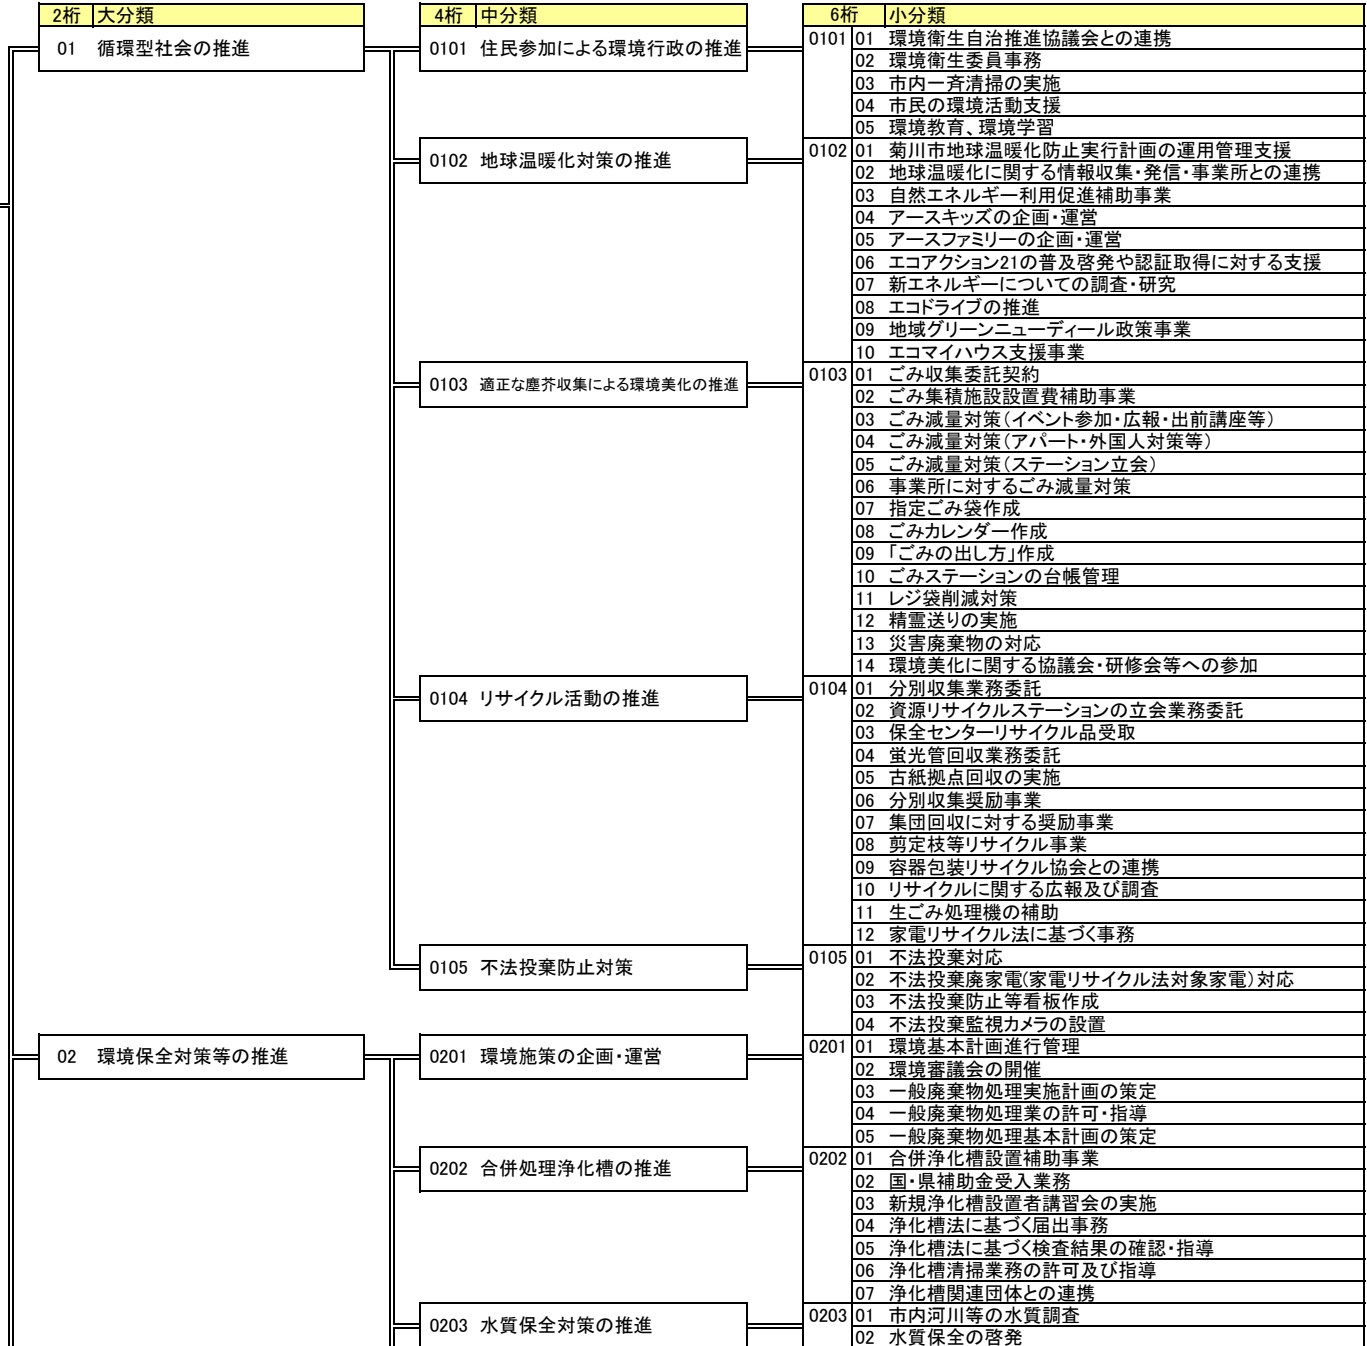 2桁 大分類 4桁 中分類 6桁 小分類
01 循環型社会の推進 0101 住民参加による環境行政の推進 0101 01 環境衛生自治推進協議会との連携
02 環境衛生委員事務
03 市内一斉清掃の実施
04 市民の環境活動支援
05 環境教育、環境学習
0102 地球温暖化対策の推進 0102 01 菊川市地球温暖化防止実行計画の運用管理支援
02 地球温暖化に関する情報収集・発信・事業所との連携
03 自然エネルギー利用促進補助事業
04 アースキッズの企画・運営
05 アースファミリーの企画・運営
06 エコアクション21の普及啓発や認証取得に対する支援
07 新エネルギーについての調査・研究
08 エコドライブの推進
09 地域グリーンニューディール政策事業
10 エコマイハウス支援事業
0103 適正な塵芥収集による環境美化の推進 0103 01 ごみ収集委託契約
02 ごみ集積施設設置費補助事業
03 ごみ減量対策(イベント参加・広報・出前講座等)
04 ごみ減量対策(アパート・外国人対策等)
05 ごみ減量対策(ステーション立会)
06 事業所に対するごみ減量対策
07 指定ごみ袋作成
08 ごみカレンダー作成
09 「ごみの出し方」作成
10 ごみステーションの台帳管理
11 レジ袋削減対策
12 精霊送りの実施
13 災害廃棄物の対応
14 環境美化に関する協議会・研修会等への参加
0104 リサイクル活動の推進 0104 01 分別収集業務委託
02 資源リサイクルステーションの立会業務委託
03 保全センターリサイクル品受取
04 蛍光管回収業務委託
05 古紙拠点回収の実施
06 分別収集奨励事業
07 集団回収に対する奨励事業
08 剪定枝等リサイクル事業
09 容器包装リサイクル協会との連携
10 リサイクルに関する広報及び調査
11 生ごみ処理機の補助
12 家電リサイクル法に基づく事務
0105 不法投棄防止対策 0105 01 不法投棄対応
02 不法投棄廃家電(家電リサイクル法対象家電)対応
03 不法投棄防止等看板作成
04 不法投棄監視カメラの設置
02 環境保全対策等の推進 0201 環境施策の企画・運営 0201 01 環境基本計画進行管理
02 環境審議会の開催
03 一般廃棄物処理実施計画の策定
04 一般廃棄物処理業の許可・指導
05 一般廃棄物処理基本計画の策定
0202 合併処理浄化槽の推進 0202 01 合併浄化槽設置補助事業
02 国・県補助金受入業務
03 新規浄化槽設置者講習会の実施
04 浄化槽法に基づく届出事務
05 浄化槽法に基づく検査結果の確認・指導
06 浄化槽清掃業務の許可及び指導
07 浄化槽関連団体との連携
0203 水質保全対策の推進 0203 01 市内河川等の水質調査
02 水質保全の啓発